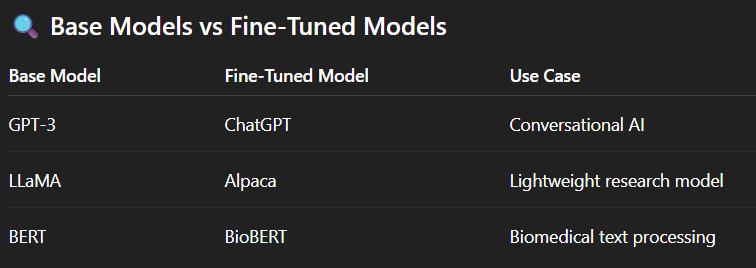 🔍 Base Models vs Fine-Tuned Models
Base Model Fine-Tuned Model Use Case
GPT-3 ChatGPT Conversational AI
LLaMA Alpaca Lightweight research model
BERT BioBERT Biomedical text processing